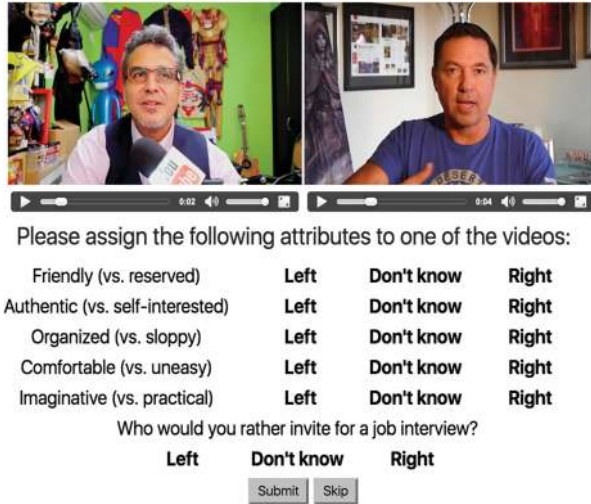 You
Tube
DESERT
0:02
0:04
Please assign the following attributes to one of the videos:
Friendly (vs. reserved) Left Don't know Right
Authentic (vs. self-interested) Left Don't know Right
Organized (vs. sloppy) Left Don't know Right
Comfortable (vs. uneasy) Left Don't know Right
Imaginative (vs. practical) Left Don't know Right
Who would you rather invite for a job interview?
Left Don't know Right
Submit Skip